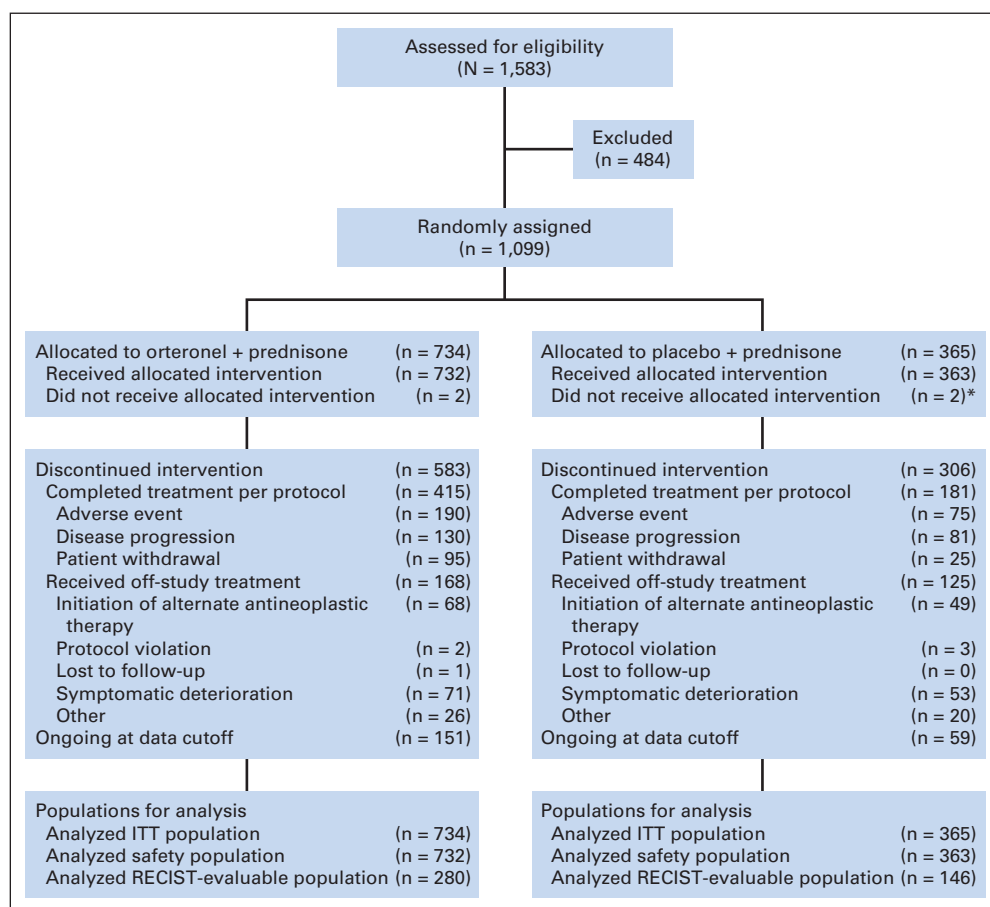 Assessed for eligibility
(N = 1,583)
Excluded
(n = 484)
Randomly assigned
(n = 1,099)
Allocated to orteronel + prednisone (n = 734)
Received allocated intervention (n = 732)
Did not receive allocated intervention (n = 2)
Discontinued intervention (n = 583)
Completed treatment per protocol (n = 415)
Adverse event (n = 190)
Disease progression (n = 130)
Patient withdrawal (n = 95)
Received off-study treatment (n = 168)
Initiation of alternate antineoplastic (n = 68)
therapy
Protocol violation (n = 2)
Lost to follow-up (n = 1)
Symptomatic deterioration (n = 71)
Other (n = 26)
Ongoing at data cutoff (n = 151)
Populations for analysis
Analyzed ITT population (n = 734)
Analyzed safety population (n = 732)
Analyzed RECIST-evaluable population (n = 280)
Allocated to placebo + prednisone (n = 365)
Received allocated intervention (n = 363)
Did not receive allocated intervention (n = 2)*
Discontinued intervention (n = 306)
Completed treatment per protocol (n = 181)
Adverse event (n = 75)
Disease progression (n = 81)
Patient withdrawal (n = 25)
Received off-study treatment (n = 125)
Initiation of alternate antineoplastic (n = 49)
therapy
Protocol violation (n = 3)
Lost to follow-up (n = 0)
Symptomatic deterioration (n = 53)
Other (n = 20)
Ongoing at data cutoff (n = 59)
Populations for analysis
Analyzed ITT population (n = 365)
Analyzed safety population (n = 363)
Analyzed RECIST-evaluable population (n = 146)